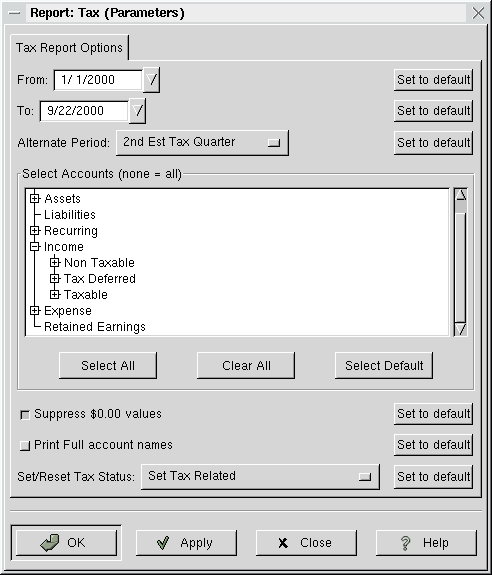 Report: Tax (Parameters)
Tax Report Options
From: 1/ 1/2000 Set to default
To: 9/22/2000 Set to default
Alternate Period: 2nd Est Tax Quarter Set to default
Select Accounts (none = all)
Assets
Liabilities
Recurring
Income
Non Taxable
Tax Deferred
Taxable
Expense
Retained Earnings
Select All Clear All Select Default
Suppress $0.00 values Set to default
Print Full account names Set to default
Set/Reset Tax Status: Set Tax Related Set to default
OK Apply Close Help